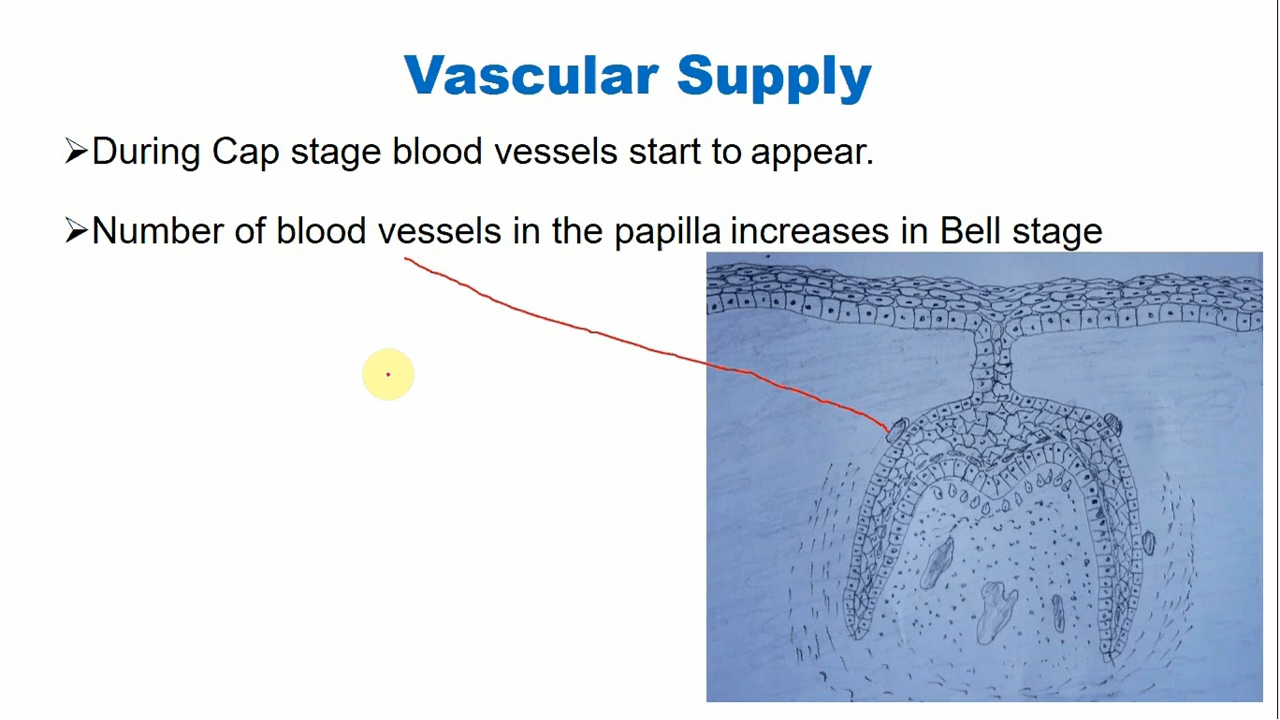 Vascular Supply
➢During Cap stage blood vessels start to appear.
➢Number of blood vessels in the papilla increases in Bell stage